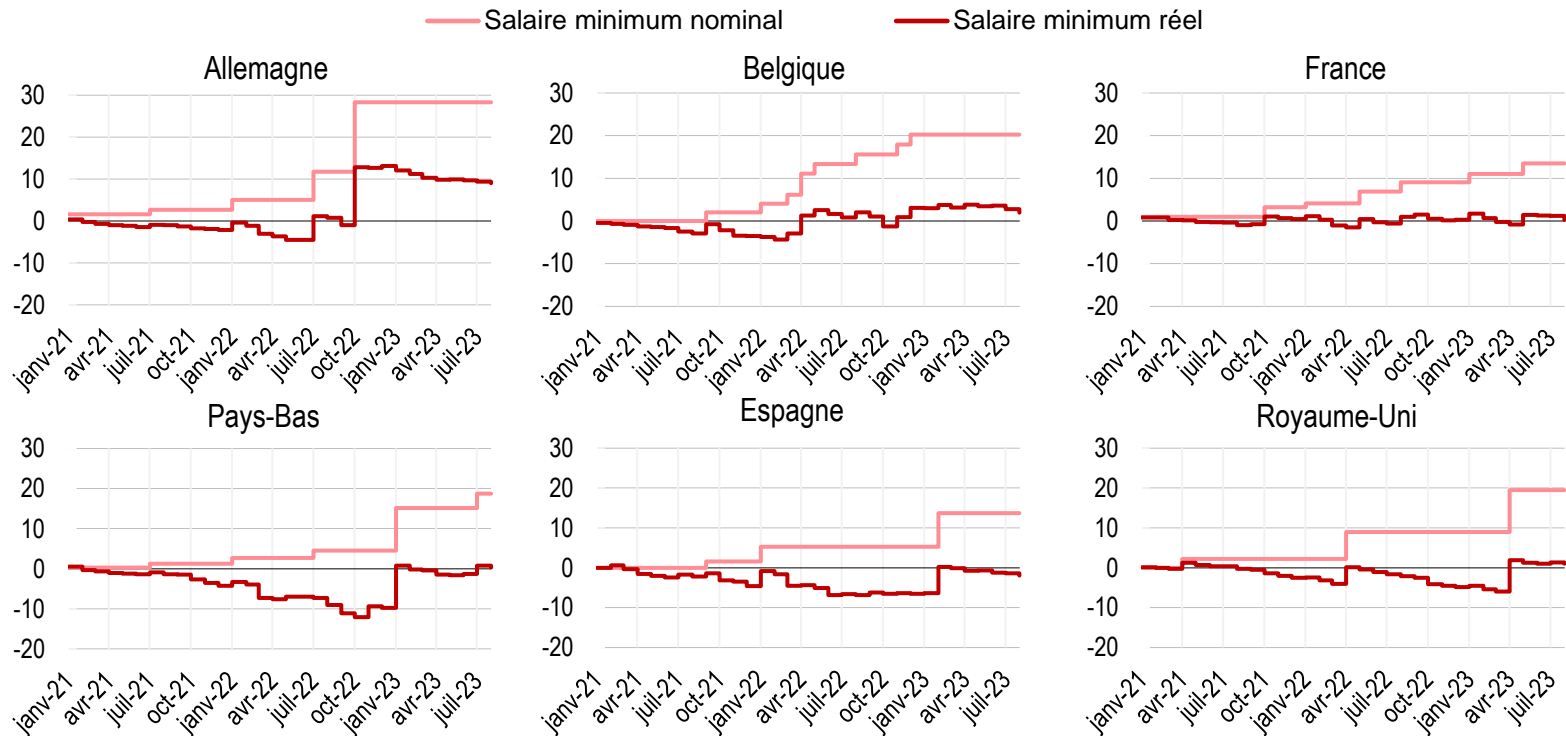 Salaire minimum nominal Salaire minimum réel
Allemagne
30
20
10
0
-10
-20
janv-21 avr-21 juil-21 oct-21 janv-22 avr-22 juil-22 oct-22 janv-23 avr-23 juil-23
Belgique
30
20
10
0
-10
-20
janv-21 avr-21 juil-21 oct-21 janv-22 avr-22 juil-22 oct-22 janv-23 avr-23 juil-23
France
30
20
10
0
-10
-20
janv-21 avr-21 juil-21 oct-21 janv-22 avr-22 juil-22 oct-22 janv-23 avr-23 juil-23
Pays-Bas
30
20
10
0
-10
-20
janv-21 avr-21 juil-21 oct-21 janv-22 avr-22 juil-22 oct-22 janv-23 avr-23 juil-23
Espagne
30
20
10
0
-10
-20
janv-21 avr-21 juil-21 oct-21 janv-22 avr-22 juil-22 oct-22 janv-23 avr-23 juil-23
Royaume-Uni
30
20
10
0
-10
-20
janv-21 avr-21 juil-21 oct-21 janv-22 avr-22 juil-22 oct-22 janv-23 avr-23 juil-23